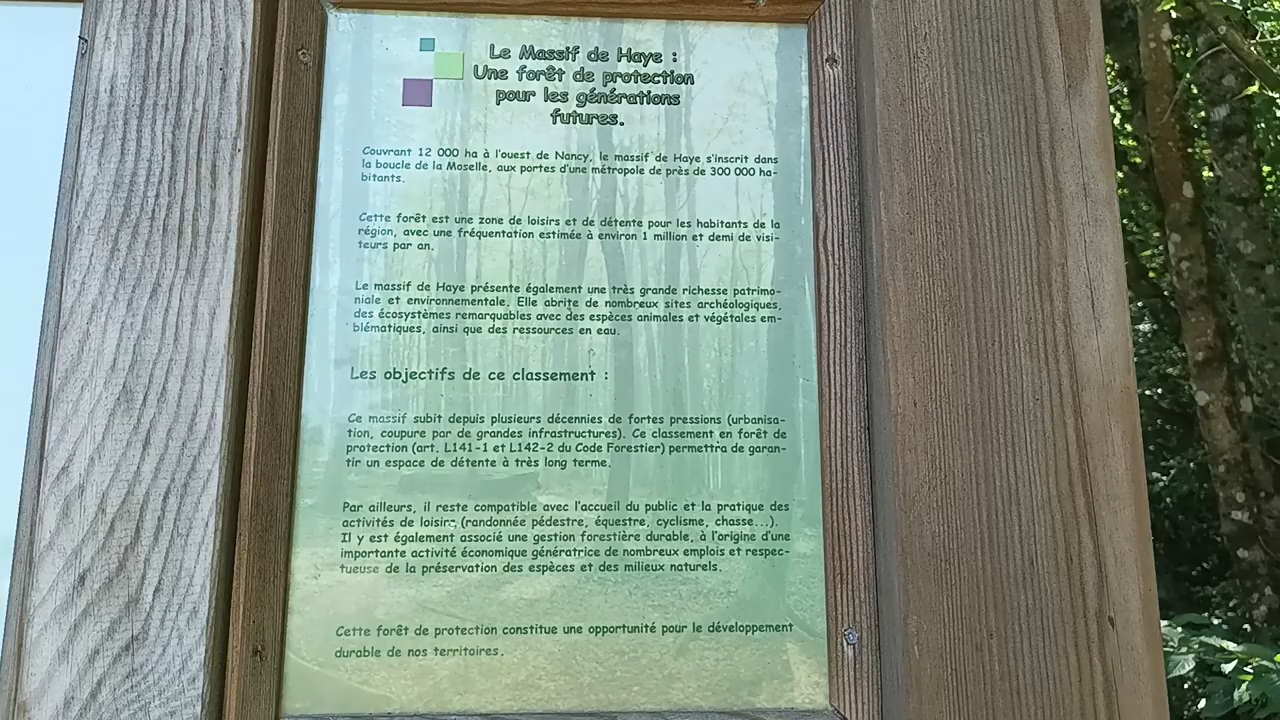 Le Massif de Haye :
Une forêt de protection
pour les générations
futures.
Couvrant 12 000 ha à l'ouest de Nancy, le massif de Haye s'inscrit dans
la boucle de la Moselle, aux portes d'une métropole de près de 300 000 ha-
bitants.
Cette forêt est une zone de loisirs et de détente pour les habitants de la
région, avec une fréquentation estimée à environ 1 million et demi de visi-
teurs par an.
Le massif de Haye présente également une très grande richesse patrimo-
niale et environnementale. Elle abrite de nombreux sites archéologiques,
des écosystèmes remarquables avec des espèces animales et végétales em-
blématiques, ainsi que des ressources en eau.
Les objectifs de ce classement :
Ce massif subit depuis plusieurs décennies de fortes pressions (urbanisa-
tion, coupure par de grandes infrastructures). Ce classement en forêt de
protection (art. L141-1 et L142-2 du Code Forestier) permettra de garan-
tir un espace de détente à très long terme.
Par ailleurs, il reste compatible avec l'accueil du public et la pratique des
activités de loisirs (randonnée pédestre, équestre, cyclisme, chasse...).
Il y est également associé une gestion forestière durable, à l'origine d'une
importante activité économique génératrice de nombreux emplois et respec-
tueuse de la préservation des espèces et des milieux naturels.
Cette forêt de protection constitue une opportunité pour le développement
durable de nos territoires.